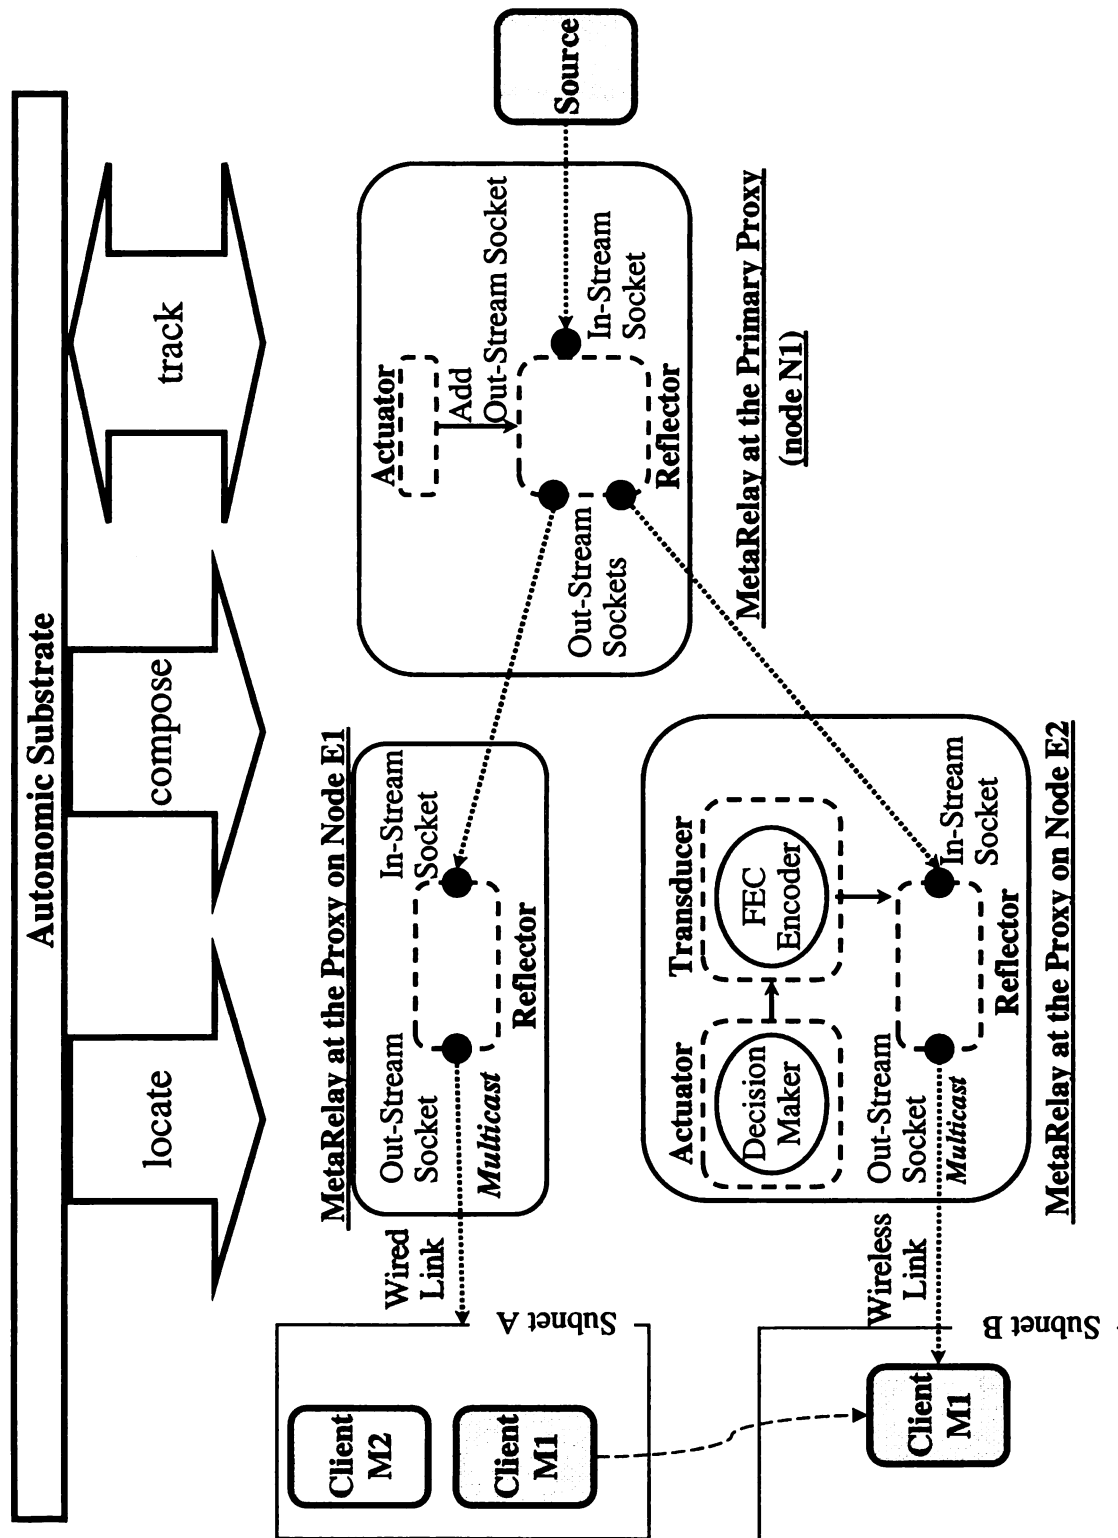 Autonomic Substrate
locate
compose
track
MetaRelay at the Proxy on Node E1
Out-Stream
Socket
Multicast
In-Stream
Socket
Reflector
Wired
Link
Subnet A
Client
M2
Client
M1
Actuator
Add
Out-Stream Socket
In-Stream
Socket
Out-Stream
Sockets
Reflector
Source
MetaRelay at the Primary Proxy
(node N1)
Actuator
Decision
Maker
Transducer
FEC
Encoder
Out-Stream
Socket
Multicast
In-Stream
Socket
Reflector
MetaRelay at the Proxy on Node E2
Wireless
Link
Subnet B
Client
M1